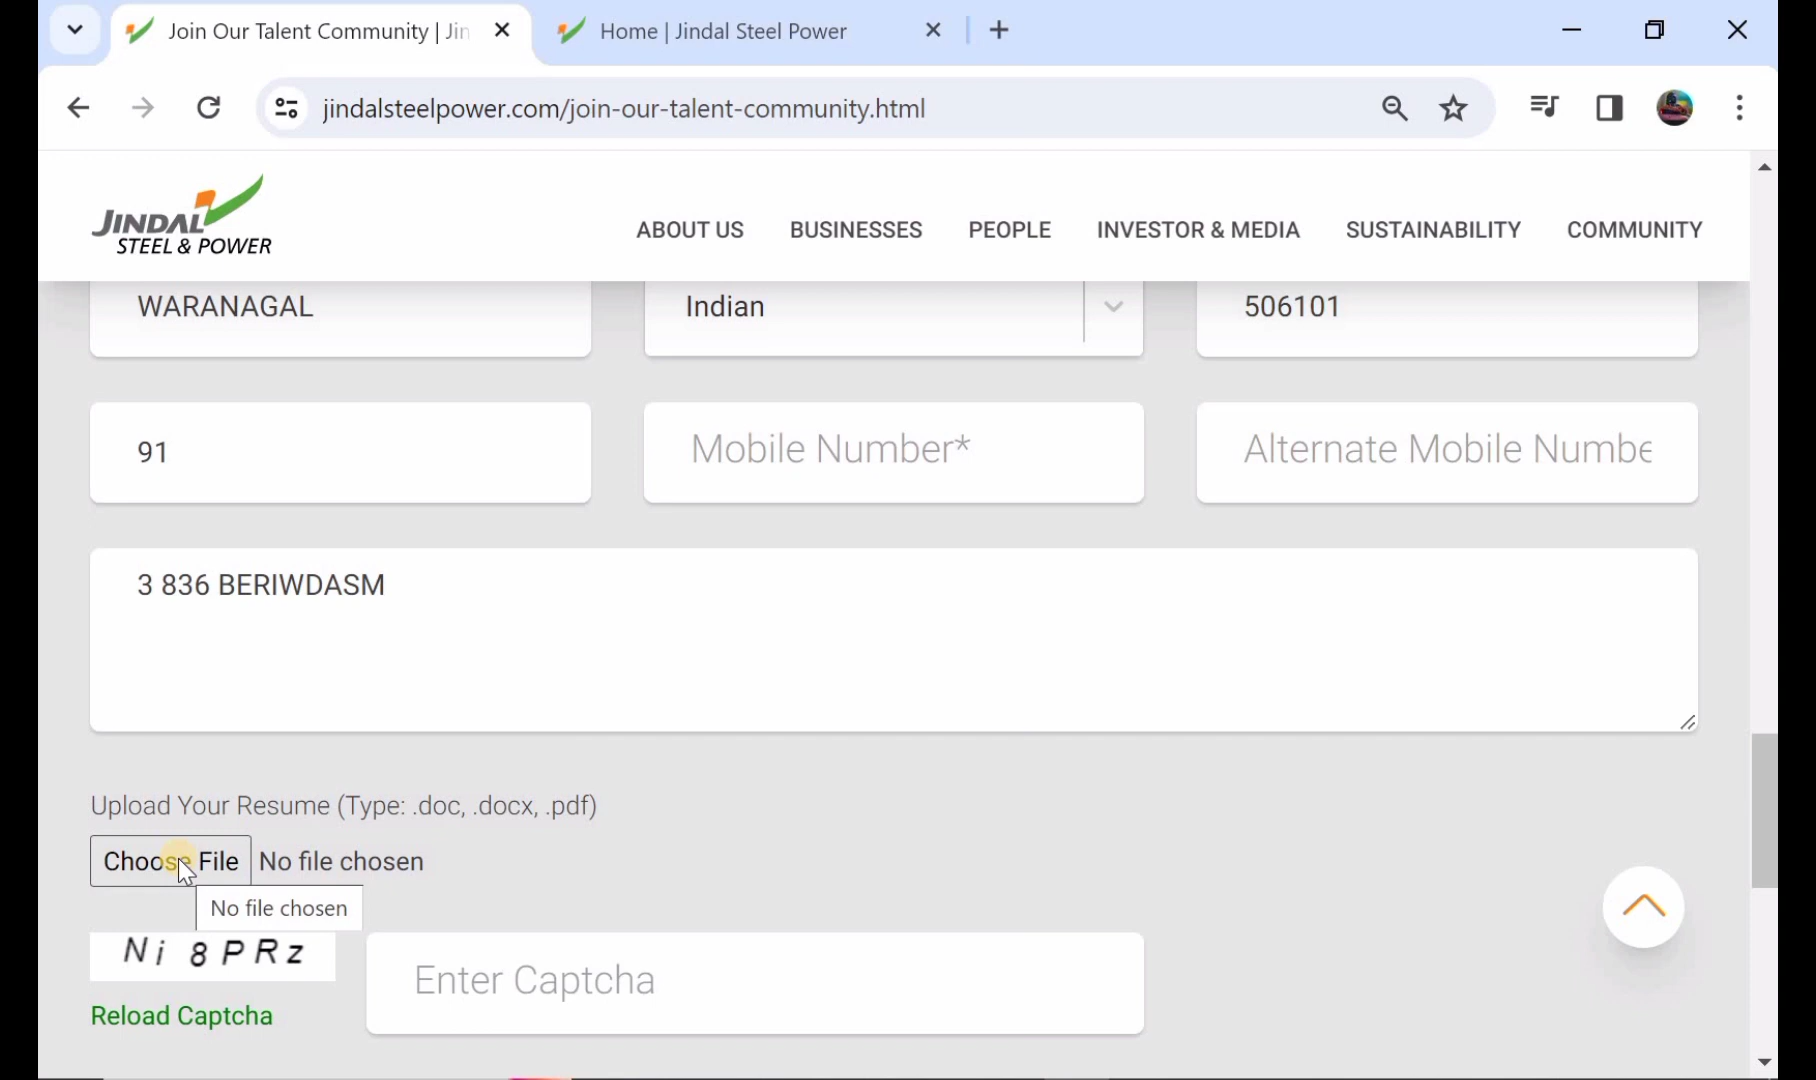 Join Our Talent Community | Jin
Home | Jindal Steel Power
jindalsteelpower.com/join-our-talent-community.html
JINDAL
STEEL & POWER
ABOUT US BUSINESSES PEOPLE INVESTOR & MEDIA SUSTAINABILITY COMMUNITY
WARANAGAL
Indian
506101
91
Mobile Number*
Alternate Mobile Numbe
3 836 BERIWDASM
Upload Your Resume (Type: .doc, .docx, .pdf)
Choose File No file chosen
No file chosen
Ni 8PRz
Enter Captcha
Reload Captcha